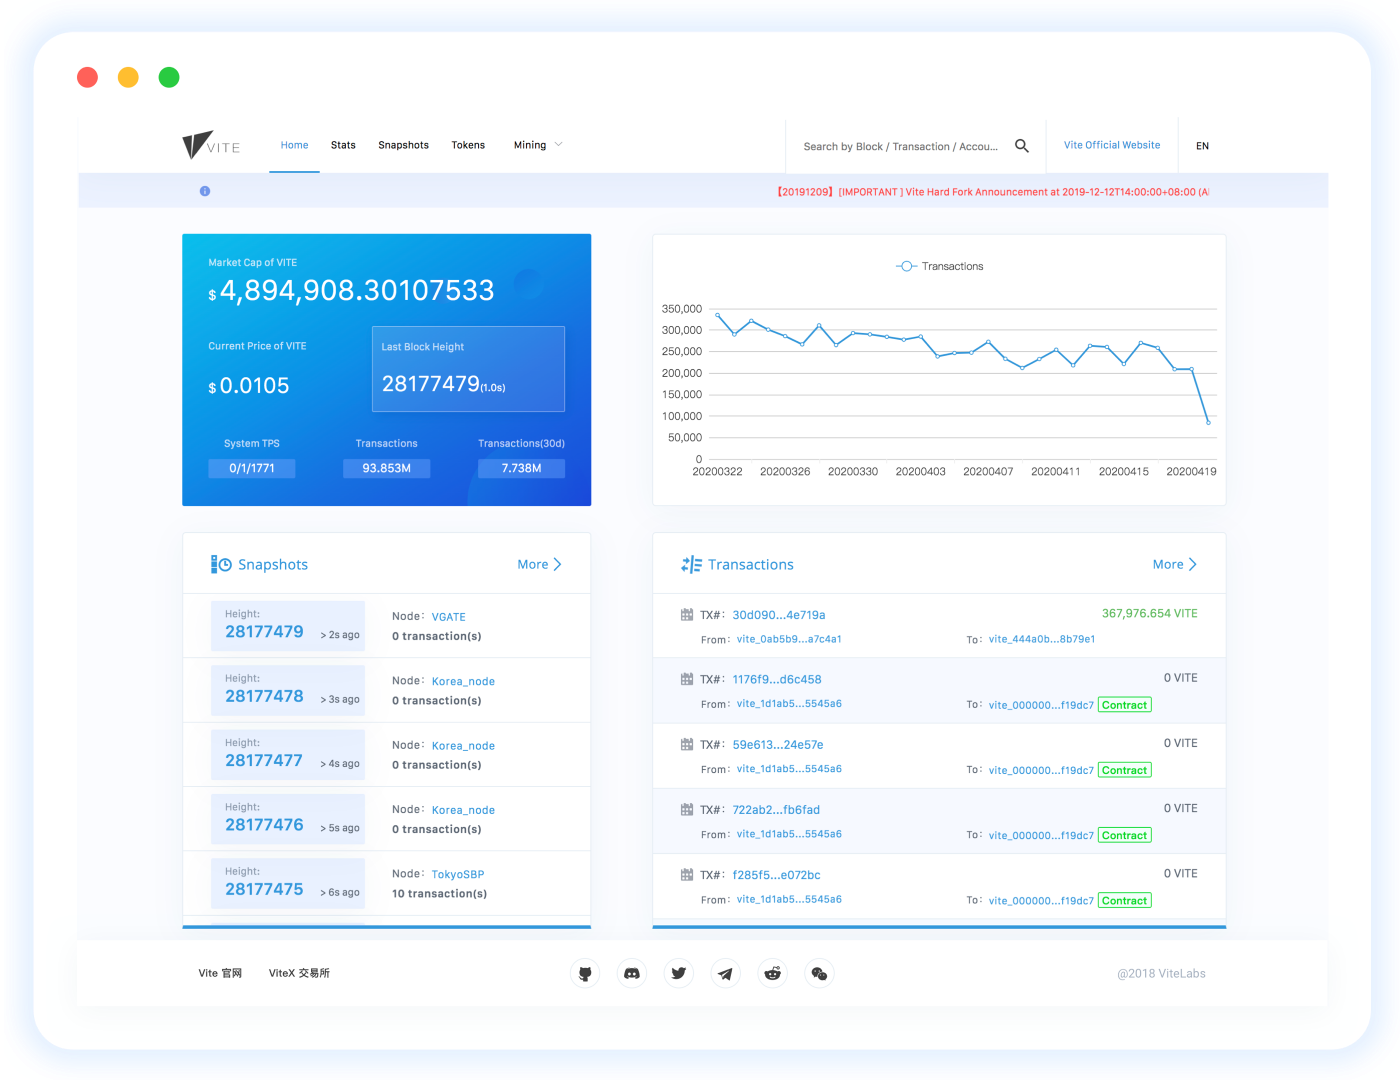 VITE
Home Stats Snapshots Tokens Mining
Search by Block / Transaction / Accou...
Vite Official Website
EN
【20191209】[IMPORTANT ] Vite Hard Fork Announcement at 2019-12-12T14:00:00+08:00 (A
Market Cap of VITE
$ 4,894,908.30107533
Current Price of VITE
$ 0.0105
Last Block Height
28177479(1.0s)
System TPS Transactions Transactions(30d)
0/1/1771 93.853M 7.738M
Transactions
350,000
300,000
250,000
200,000
150,000
100,000
50,000
0
20200322 20200326 20200330 20200403 20200407 20200411 20200415 20200419
Snapshots More
Height:
28177479 > 2s ago
Node: VGATE
0 transaction(s)
Height:
28177478 > 3s ago
Node: Korea_node
0 transaction(s)
Height:
28177477 > 4s ago
Node: Korea_node
0 transaction(s)
Height:
28177476 > 5s ago
Node: Korea_node
0 transaction(s)
Height:
28177475 > 6s ago
Node: TokyoSBP
10 transaction(s)
Transactions More
TX#: 30d090...4e719a 367,976.654 VITE
From: vite_0ab5b9...a7c4a1 To: vite_444a0b...8b79e1
TX#: 1176f9...d6c458 0 VITE
From: vite_1d1ab5...5545a6 To: vite_000000...f19dc7 Contract
TX#: 59e613...24e57e 0 VITE
From: vite_1d1ab5...5545a6 To: vite_000000...f19dc7 Contract
TX#: 722ab2...fb6fad 0 VITE
From: vite_1d1ab5...5545a6 To: vite_000000...f19dc7 Contract
TX#: f285f5...e072bc 0 VITE
From: vite_1d1ab5...5545a6 To: vite_000000...f19dc7 Contract
Vite 官网 ViteX 交易所
@2018 ViteLabs